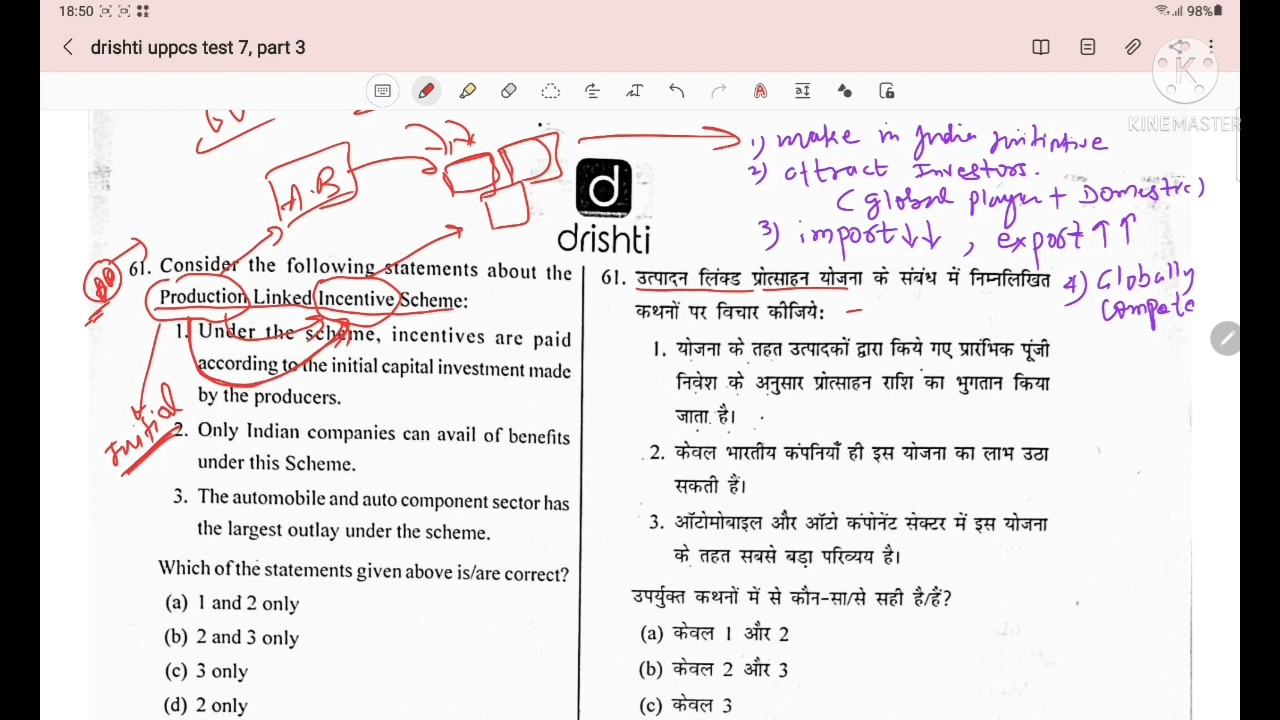 18:50
98%
drishti uppcs test 7, part 3
K
KINEMASTER
A.B
1) make in India Initiative
2) attract Investors.
(global player + Domestic)
3) import↓↓, export↑↑
4) Globally
compete
d
drishti
61. Consider the following statements about the
Production Linked Incentive Scheme:
1. Under the scheme, incentives are paid
according to the initial capital investment made
by the producers.
Initial
2. Only Indian companies can avail of benefits
under this Scheme.
3. The automobile and auto component sector has
the largest outlay under the scheme.
Which of the statements given above is/are correct?
(a) 1 and 2 only
(b) 2 and 3 only
(c) 3 only
(d) 2 only
61. उत्पादन लिंक्ड प्रोत्साहन योजना के संबंध में निम्नलिखित
कथनों पर विचार कीजिये:
1. योजना के तहत उत्पादकों द्वारा किये गए प्रारंभिक पूंजी
निवेश के अनुसार प्रोत्साहन राशि का भुगतान किया
जाता है।
2. केवल भारतीय कंपनियाँ ही इस योजना का लाभ उठा
सकती हैं।
3. ऑटोमोबाइल और ऑटो कंपोनेंट सेक्टर में इस योजना
के तहत सबसे बड़ा परिव्यय है।
उपर्युक्त कथनों में से कौन-सा/से सही है/हैं?
(a) केवल 1 और 2
(b) केवल 2 और 3
(c) केवल 3